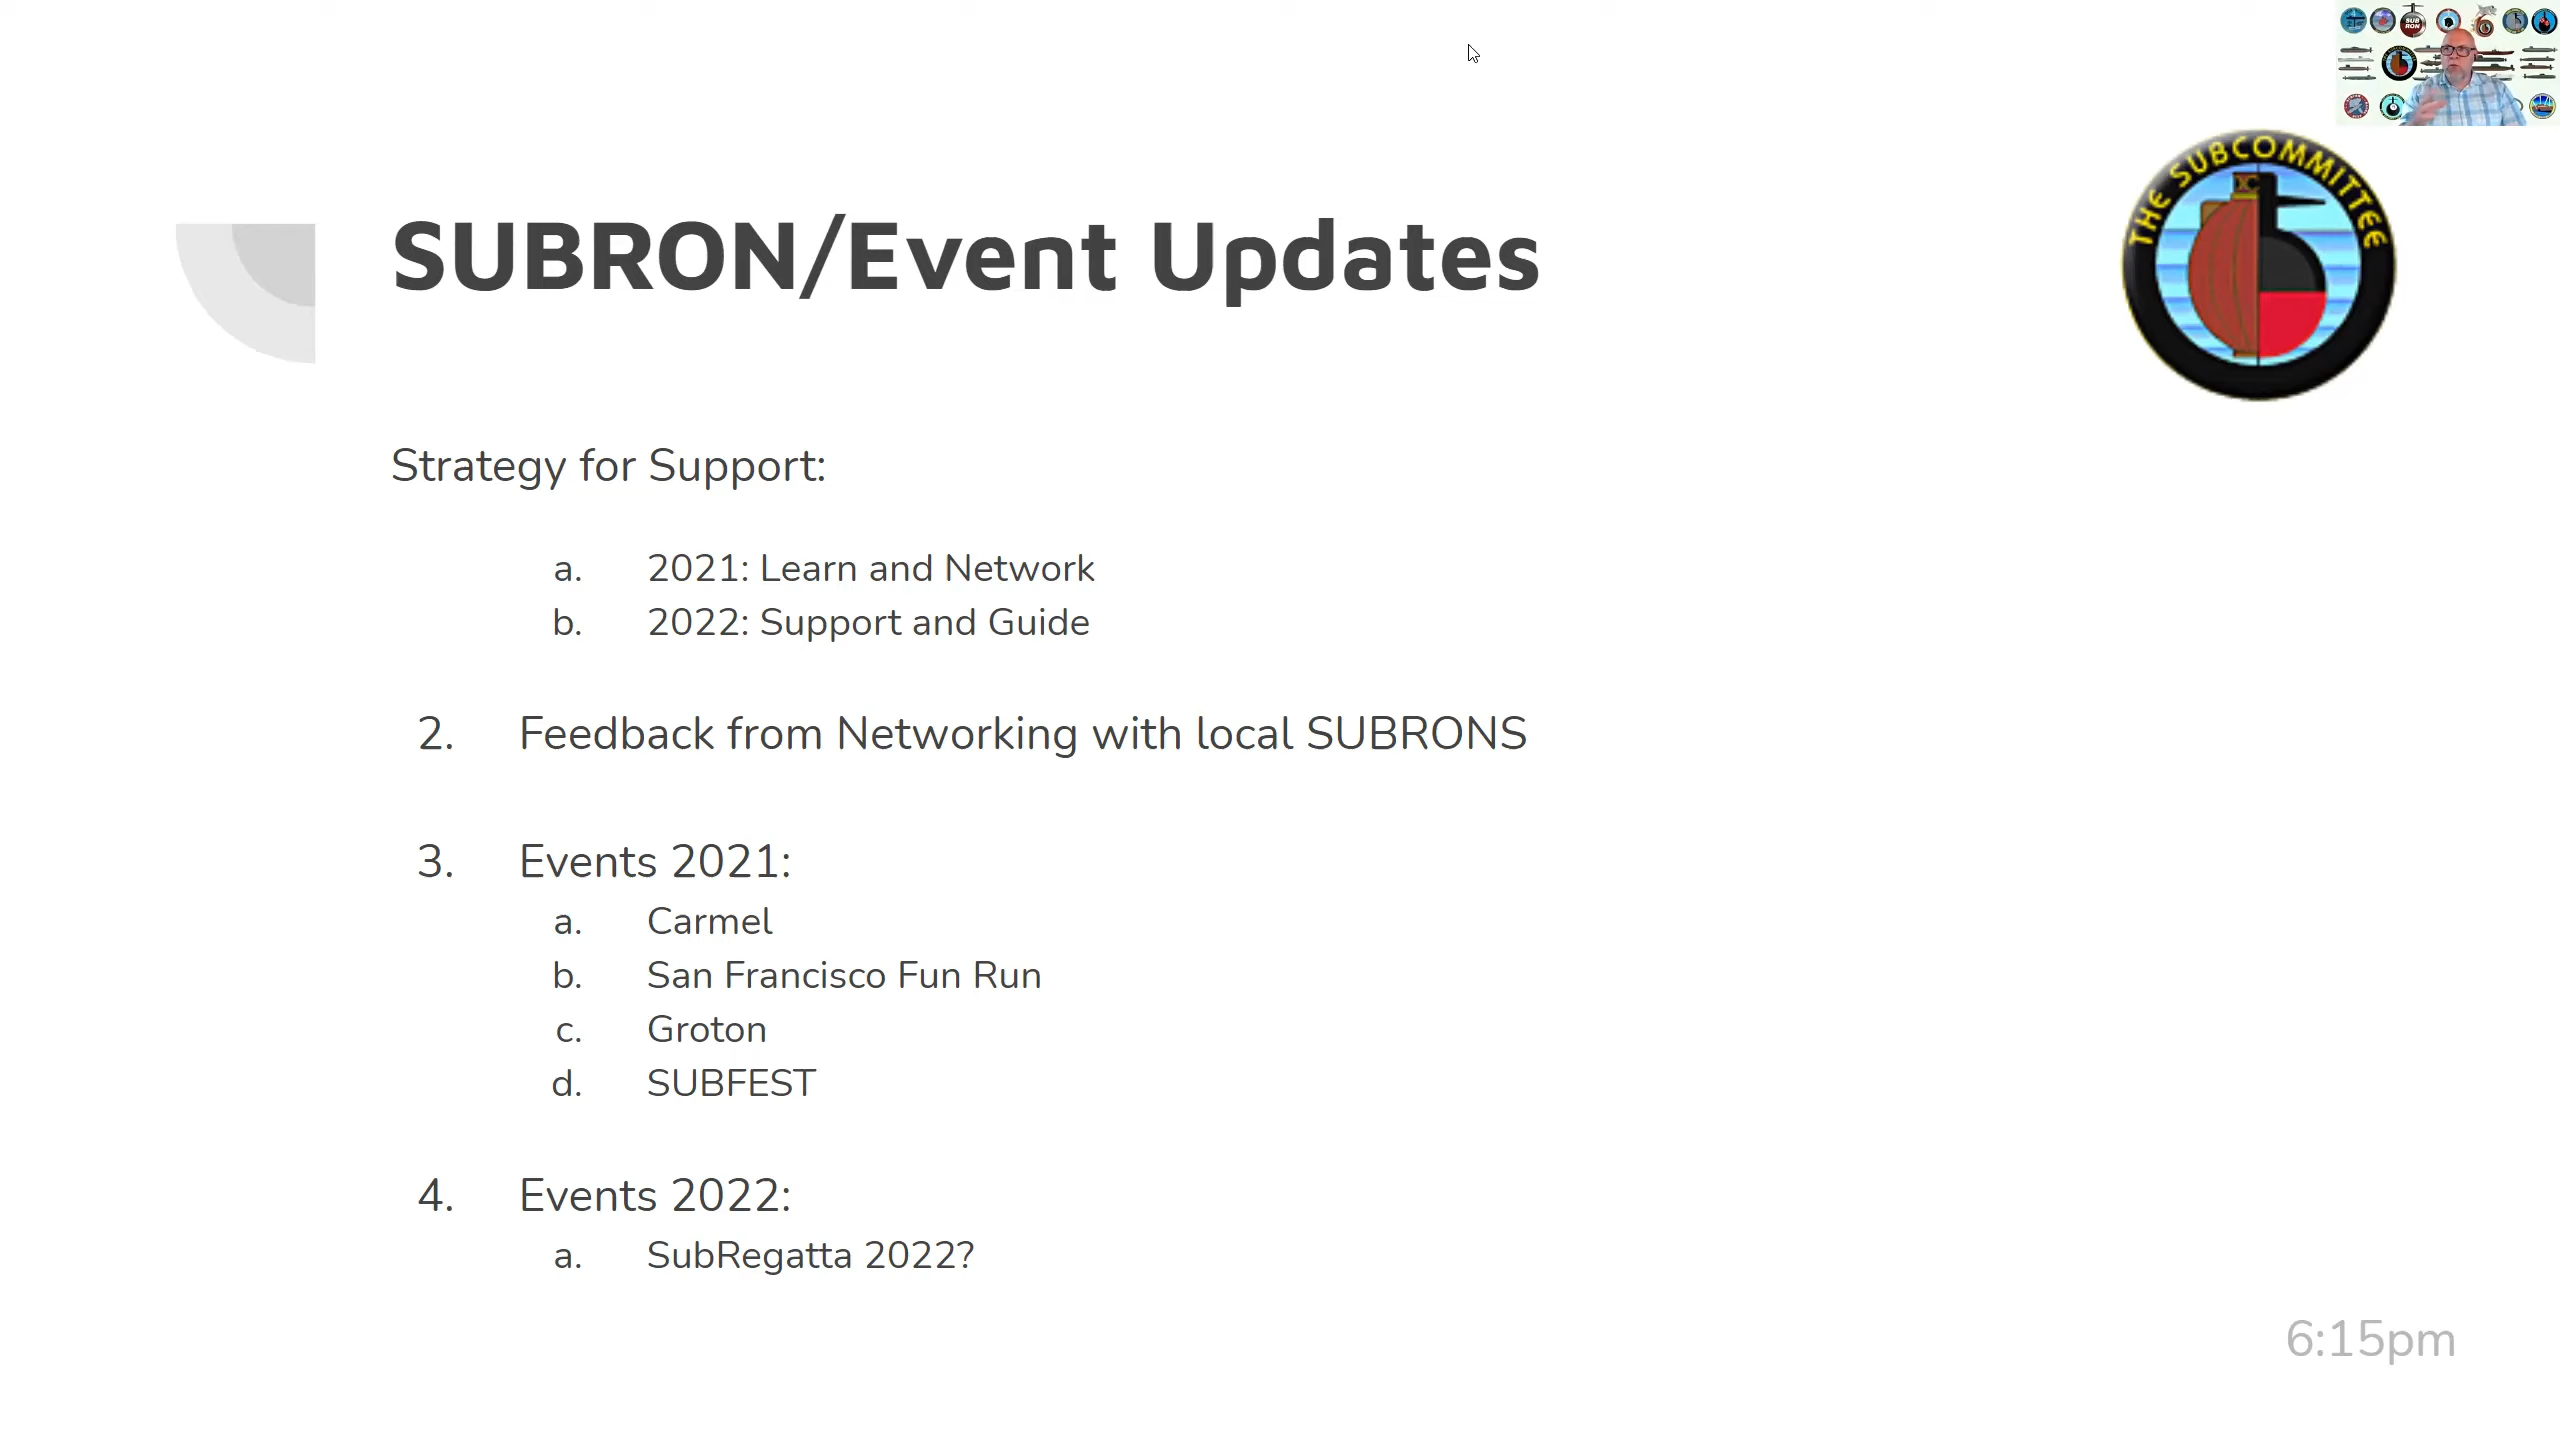 SUB
RON
THE SUBCOMMITTEE
SUBRON/Event Updates
Strategy for Support:
a. 2021: Learn and Network
b. 2022: Support and Guide
2. Feedback from Networking with local SUBRONS
3. Events 2021:
a. Carmel
b. San Francisco Fun Run
c. Groton
d. SUBFEST
4. Events 2022:
a. SubRegatta 2022?
6:15pm